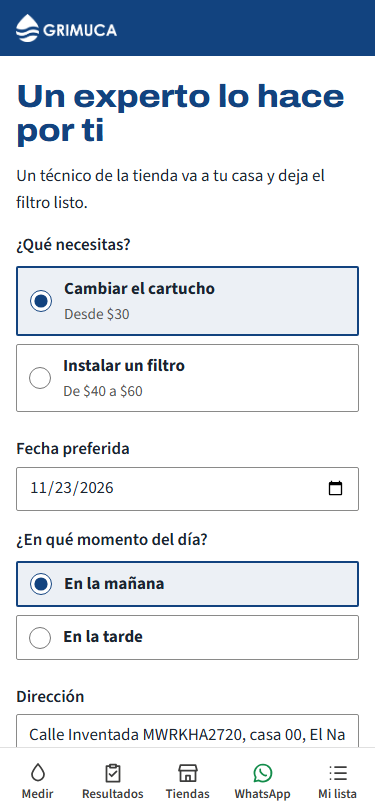 GRIMUCA
Un experto lo hace
por ti
Un técnico de la tienda va a tu casa y deja el
filtro listo.
¿Qué necesitas?
Cambiar el cartucho
Desde $30
Instalar un filtro
De $40 a $60
Fecha preferida
11/23/2026
¿En qué momento del día?
En la mañana
En la tarde
Dirección
Calle Inventada MWRKHA2720, casa 00, El Na
Medir
Resultados
Tiendas
WhatsApp
Mi lista